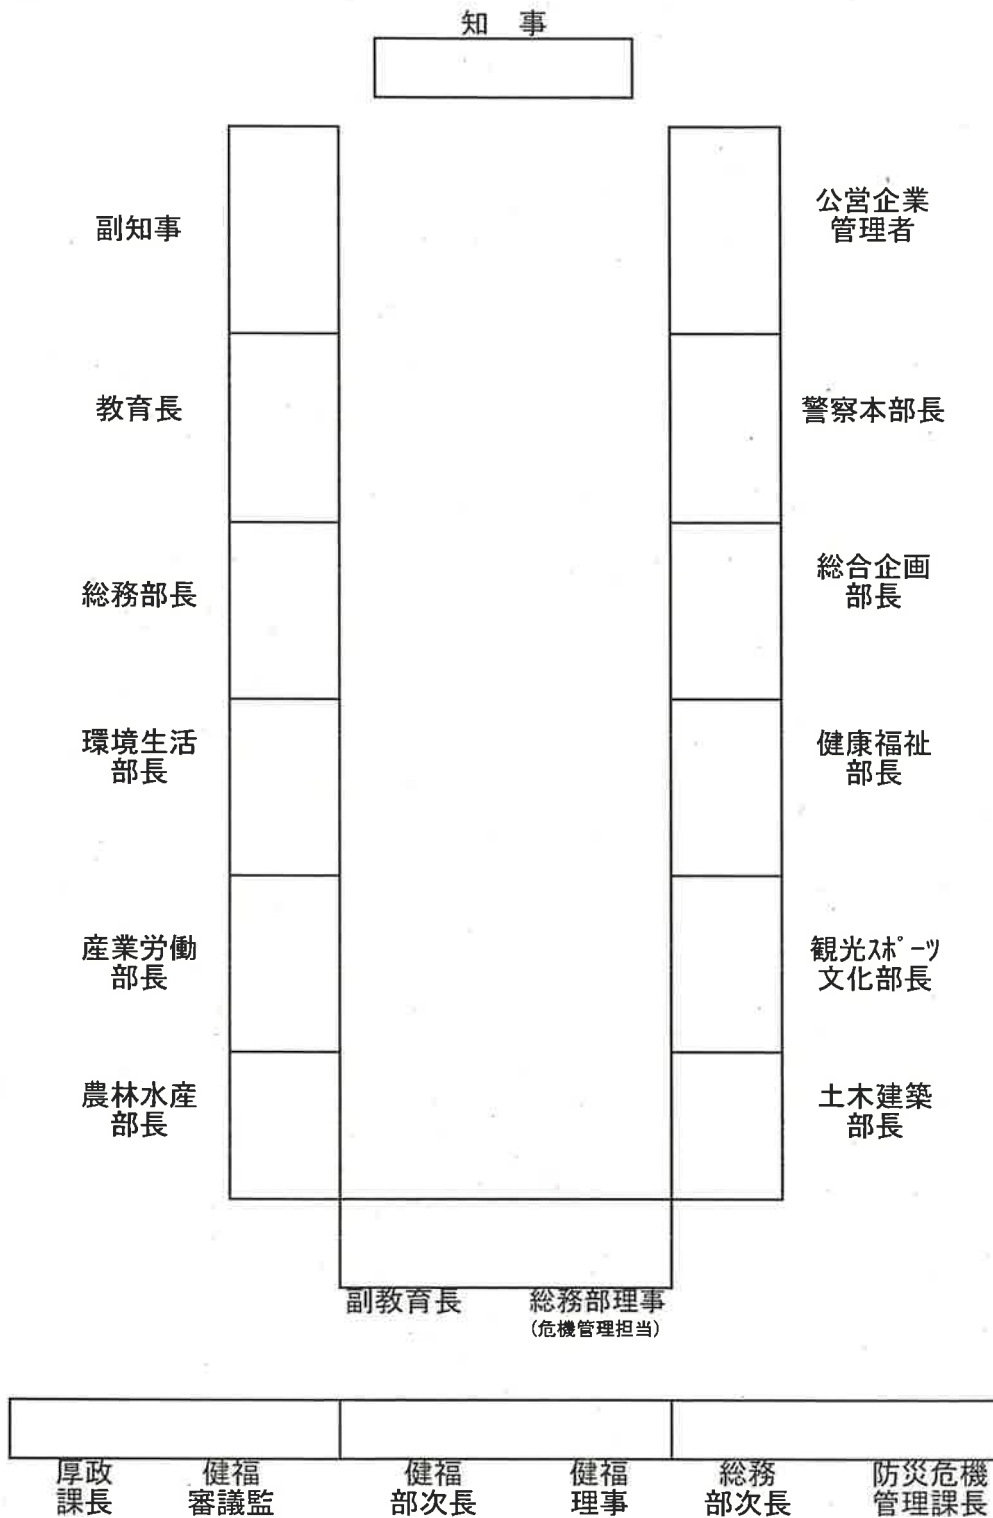 知 事
副知事
公営企業
管理者
教育長
警察本部長
総務部長
総合企画
部長
環境生活
部長
健康福祉
部長
産業労働
部長
観光ｽﾎﾟｰﾂ
文化部長
農林水産
部長
土木建築
部長
副教育長
総務部理事
(危機管理担当)
厚政
課長
健福
審議監
健福
部次長
健福
理事
総務
部次長
防災危機
管理課長